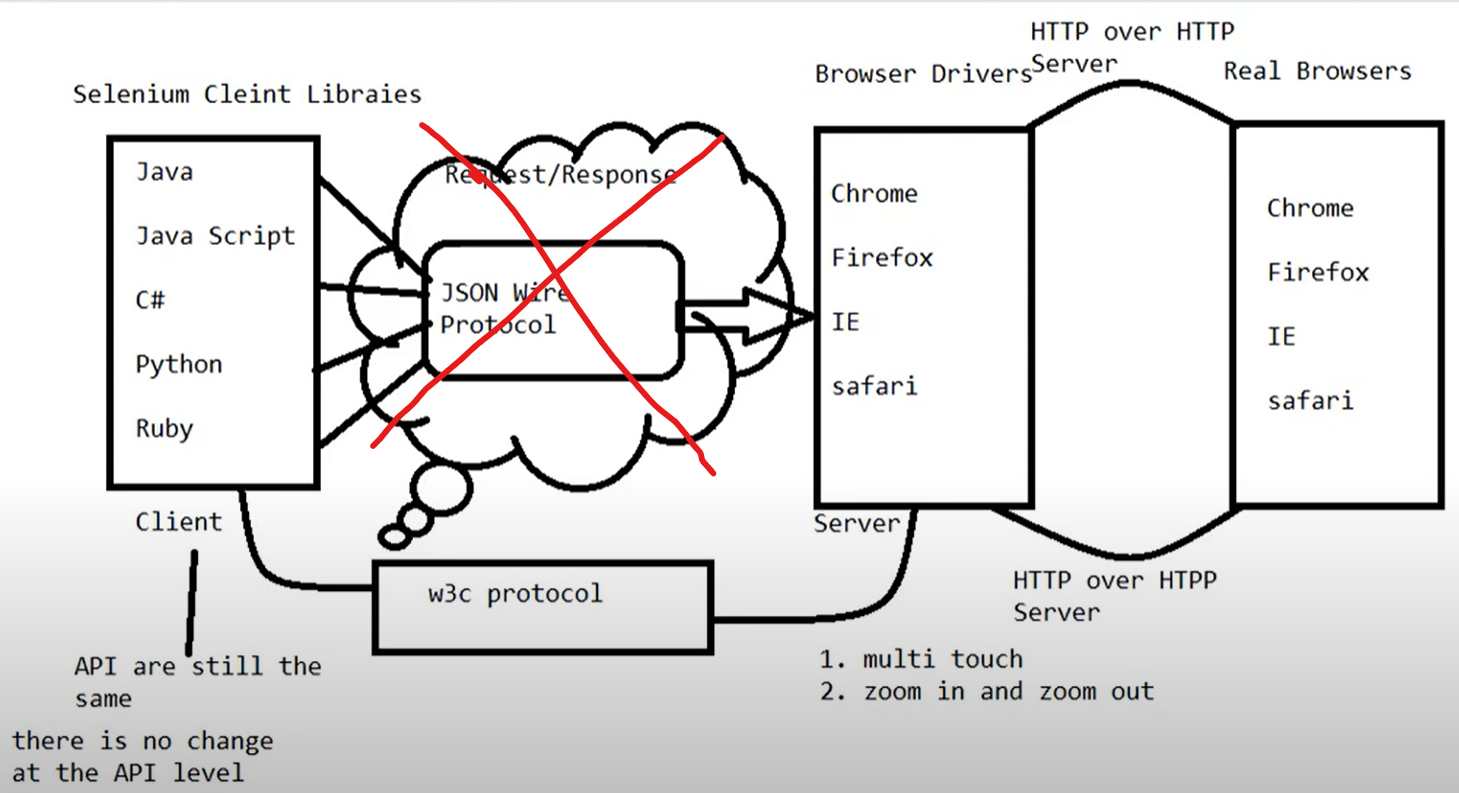 HTTP over HTTP
Server
Browser Drivers
Real Browsers
Selenium Cleint Libraies
Java
Java Script
C#
Python
Ruby
Request/Response
JSON Wire
Protocol
Chrome
Firefox
IE
safari
Chrome
Firefox
IE
safari
Client
Server
w3c protocol
HTTP over HTPP
Server
API are still the
same
there is no change
at the API level
1. multi touch
2. zoom in and zoom out